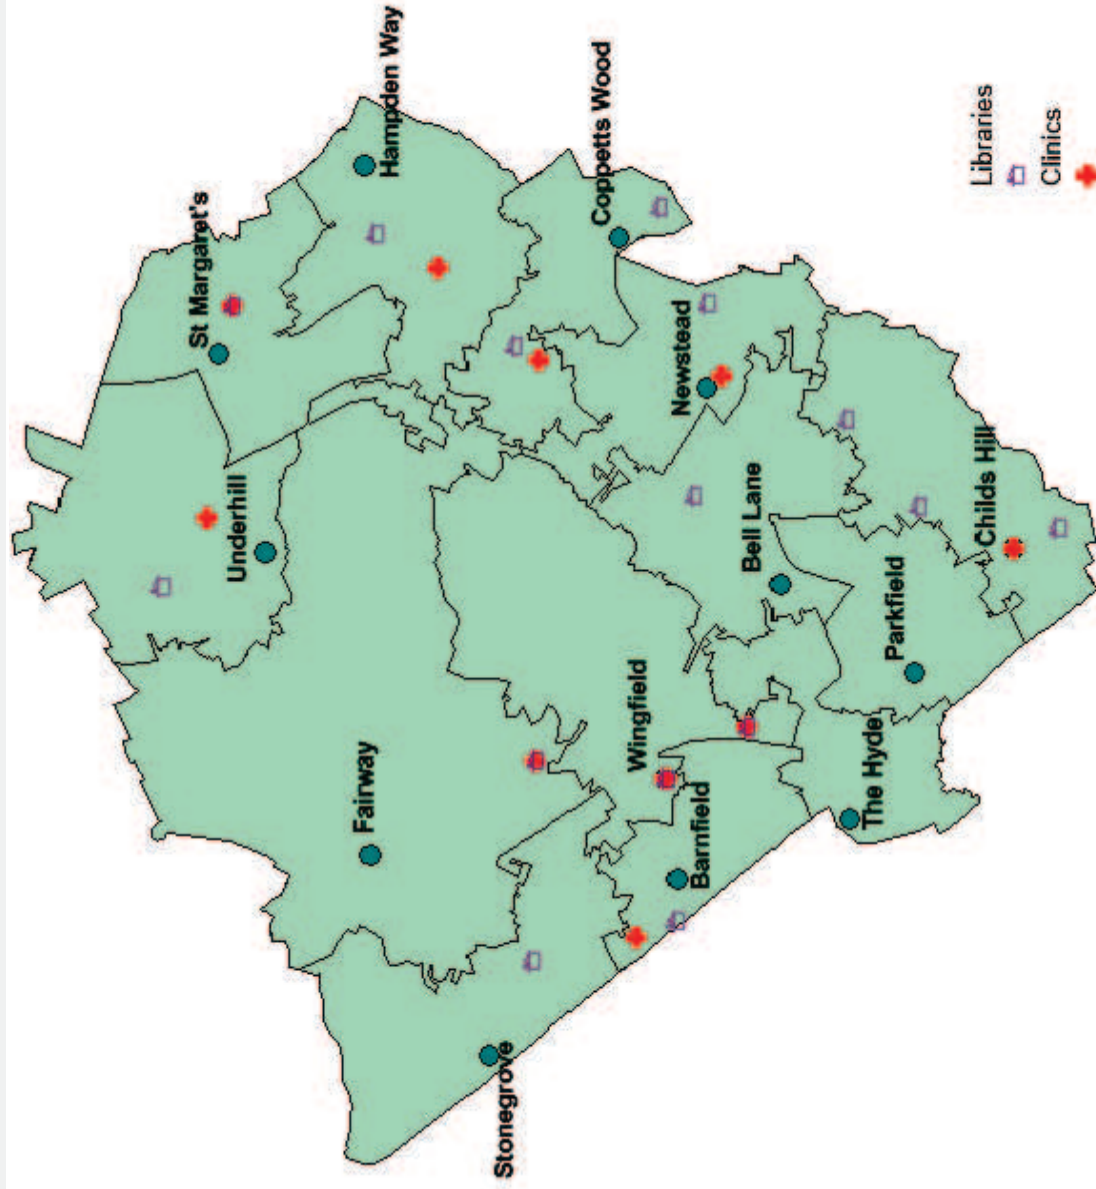 Hampden Way
St Margaret's
Coppetts Wood
Underhill
Newstead
Fairway
Bell Lane
Childs Hill
Wingfield
Parkfield
Barnfield
The Hyde
Stonegrove
Libraries
Clinics